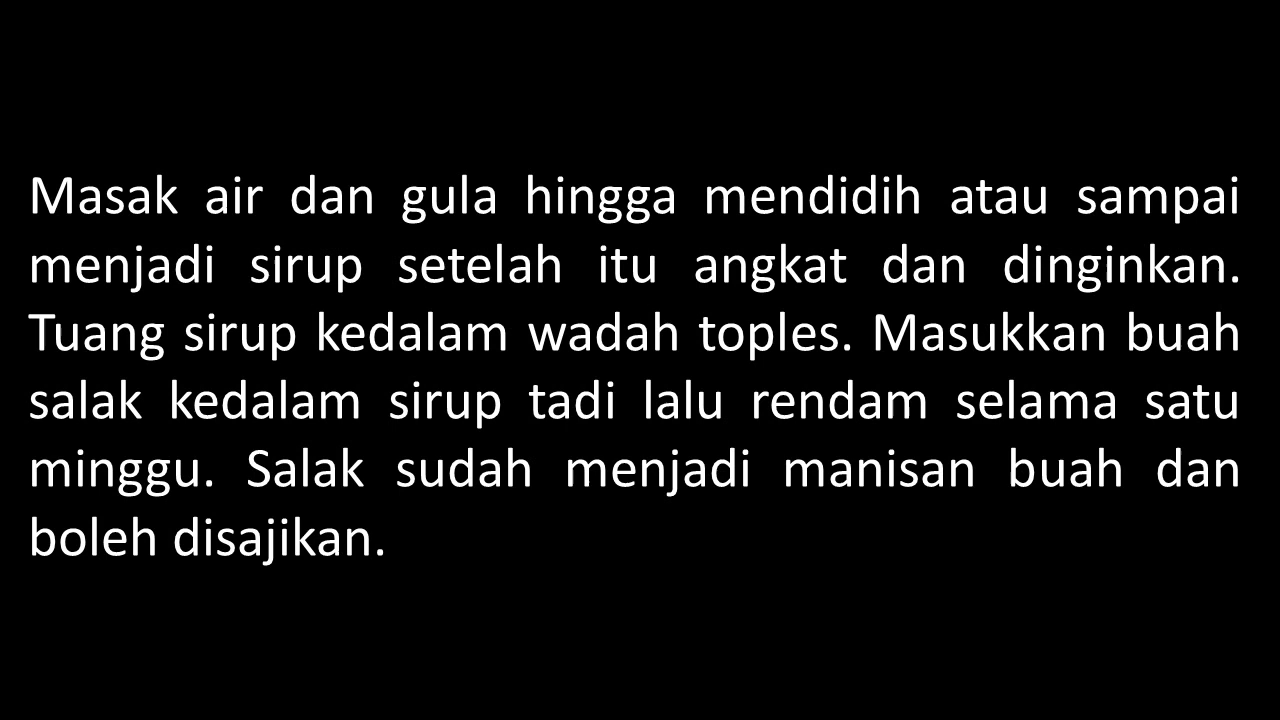 Masak air dan gula hingga mendidih atau sampai
menjadi sirup setelah itu angkat dan dinginkan.
Tuang sirup kedalam wadah toples. Masukkan buah
salak kedalam sirup tadi lalu rendam selama satu
minggu. Salak sudah menjadi manisan buah dan
boleh disajikan.